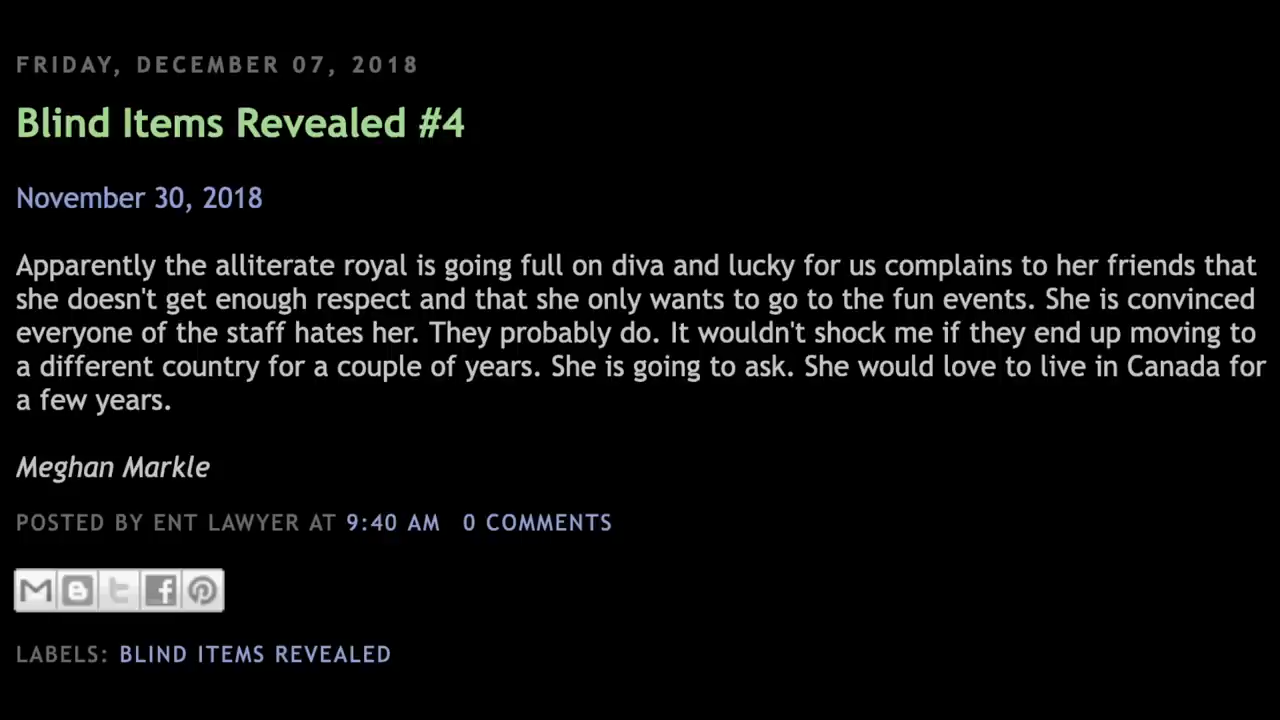 FRIDAY, DECEMBER 07, 2018
Blind Items Revealed #4
November 30, 2018
Apparently the alliterate royal is going full on diva and lucky for us complains to her friends that
she doesn't get enough respect and that she only wants to go to the fun events. She is convinced
everyone of the staff hates her. They probably do. It wouldn't shock me if they end up moving to
a different country for a couple of years. She is going to ask. She would love to live in Canada for
a few years.
Meghan Markle
POSTED BY ENT LAWYER AT 9:40 AM 0 COMMENTS
LABELS: BLIND ITEMS REVEALED